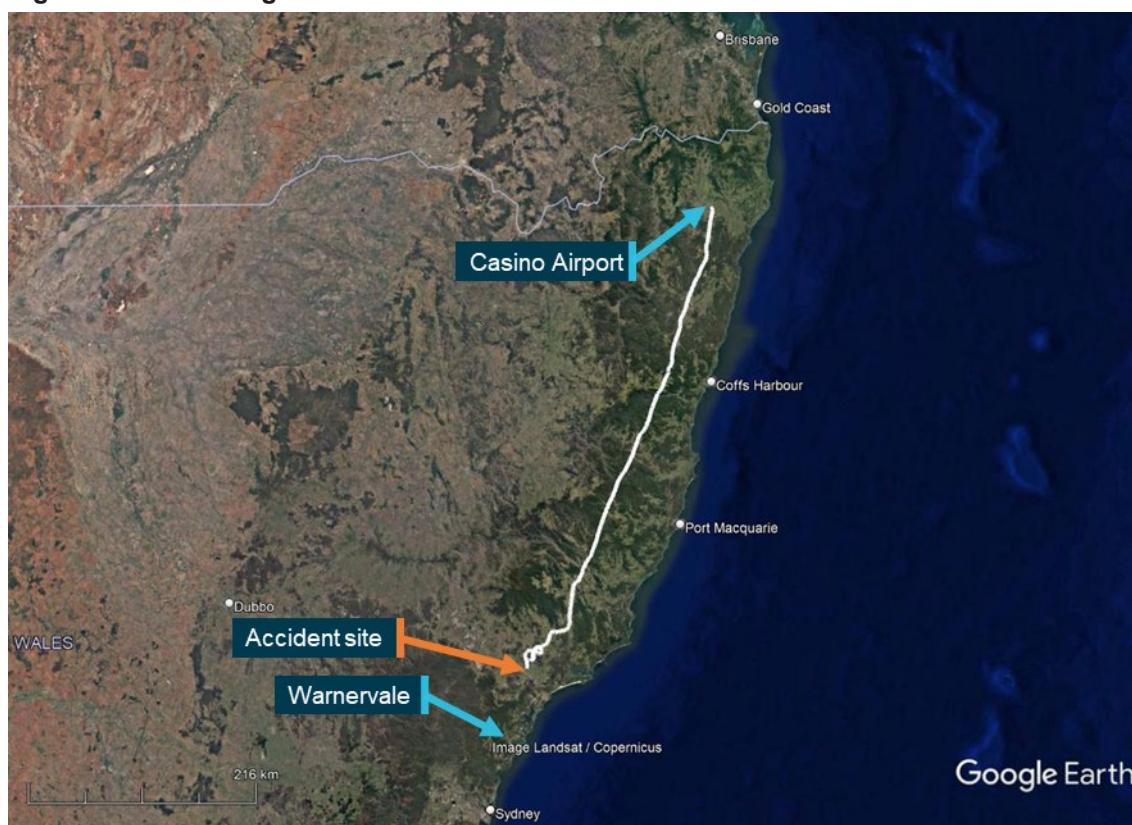 Brisbane
Gold Coast
Casino Airport
Coffs Harbour
Port Macquarie
Dubbo
Accident site
WALES
Warnervale
Image Landsat / Copernicus
216 km
Google Earth
Sydney